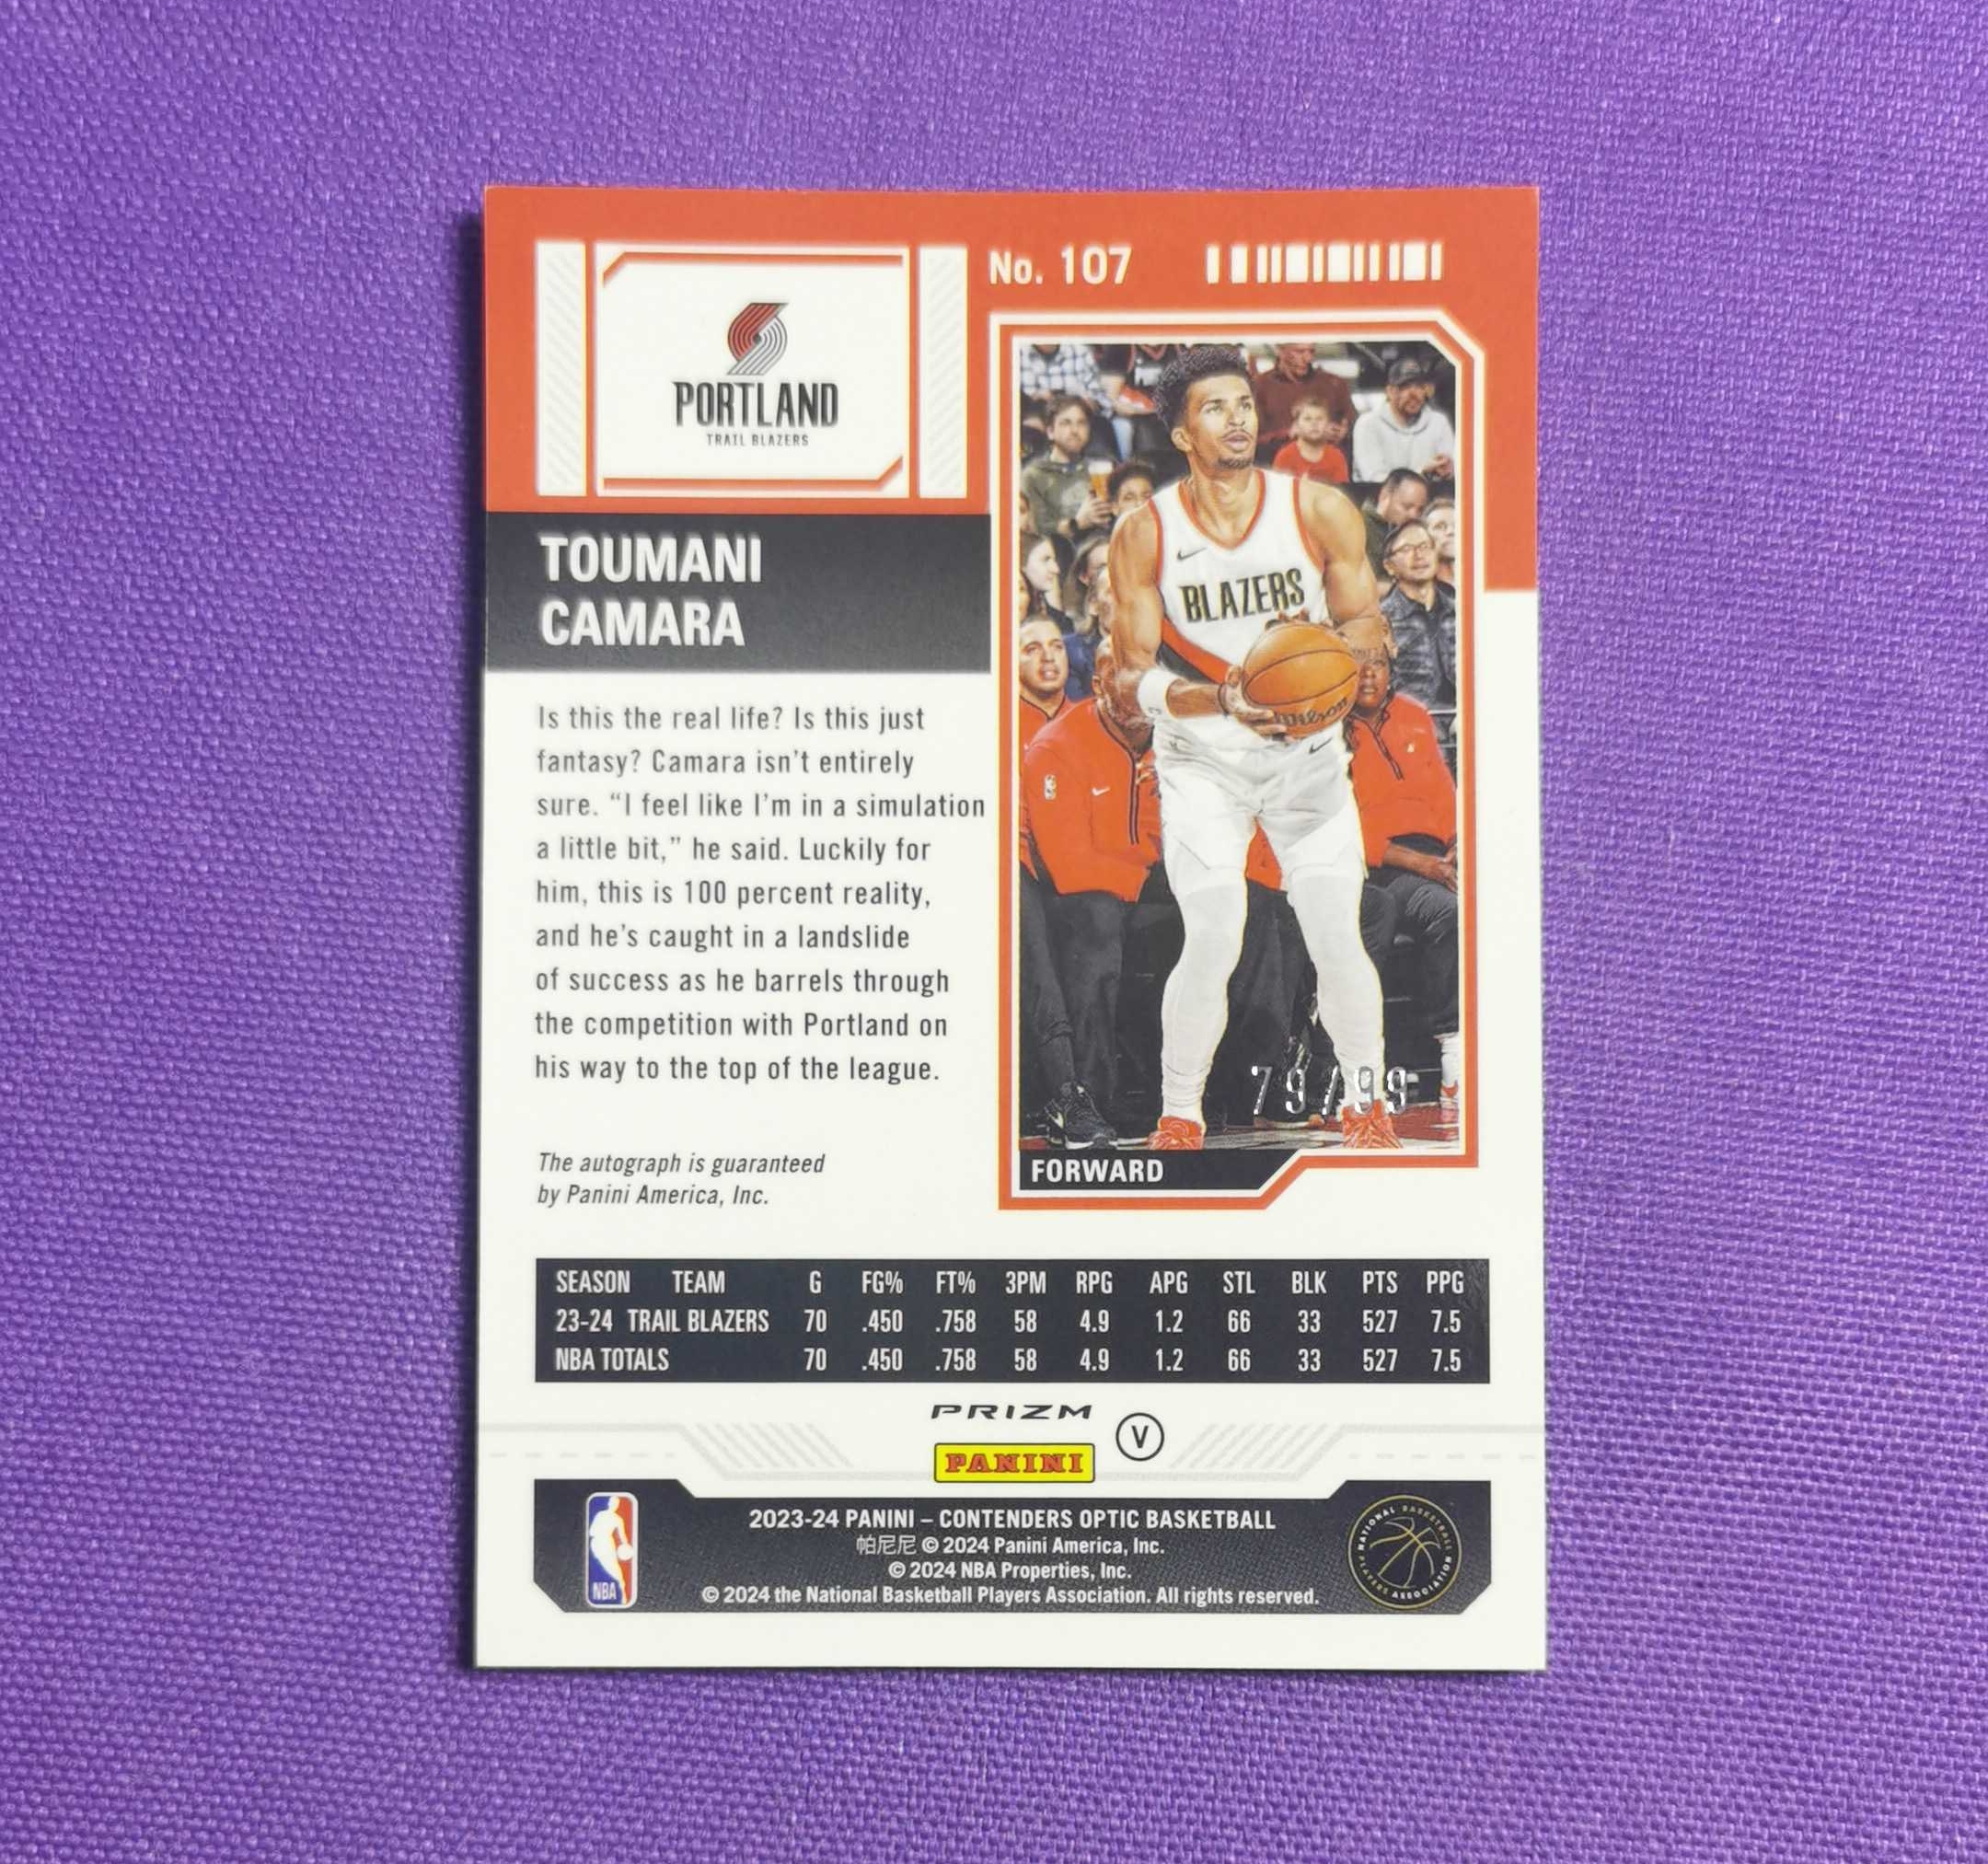 No. 107
PORTLAND
TRAIL BLAZERS
TOUMANI
CAMARA
Is this the real life? Is this just
fantasy? Camara isn't entirely
sure. “I feel like I'm in a simulation
a little bit,” he said. Luckily for
him, this is 100 percent reality,
and he's caught in a landslide
of success as he barrels through
the competition with Portland on
his way to the top of the league.
The autograph is guaranteed
by Panini America, Inc.
BLAZERS
Wilson
79/99
FORWARD
SEASON TEAM G FG% FT% 3PM RPG APG STL BLK PTS PPG
23-24 TRAIL BLAZERS 70 .450 .758 58 4.9 1.2 66 33 527 7.5
NBA TOTALS 70 .450 .758 58 4.9 1.2 66 33 527 7.5
PRIZM
PANINI
V
NBA
2023-24 PANINI – CONTENDERS OPTIC BASKETBALL
帕尼尼 © 2024 Panini America, Inc.
© 2024 NBA Properties, Inc.
© 2024 the National Basketball Players Association. All rights reserved.
NATIONAL BASKETBALL PLAYERS ASSOCIATION